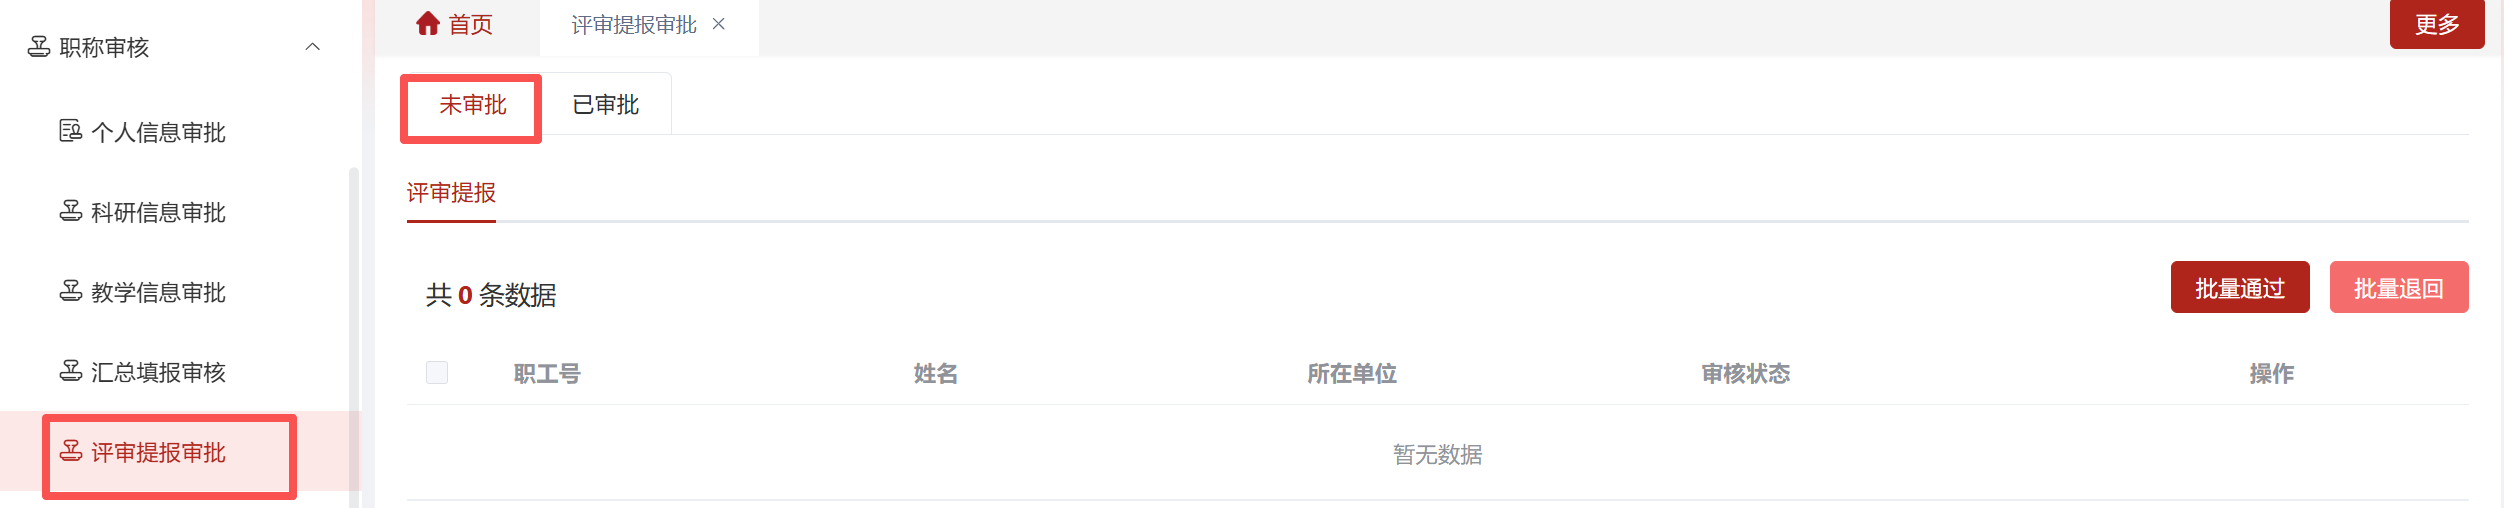 职称审核
个人信息审批
科研信息审批
教学信息审批
汇总填报审核
评审提报审批
首页
评审提报审批
更多
未审批
已审批
评审提报
共 0 条数据
批量通过
批量退回
职工号
姓名
所在单位
审核状态
操作
暂无数据